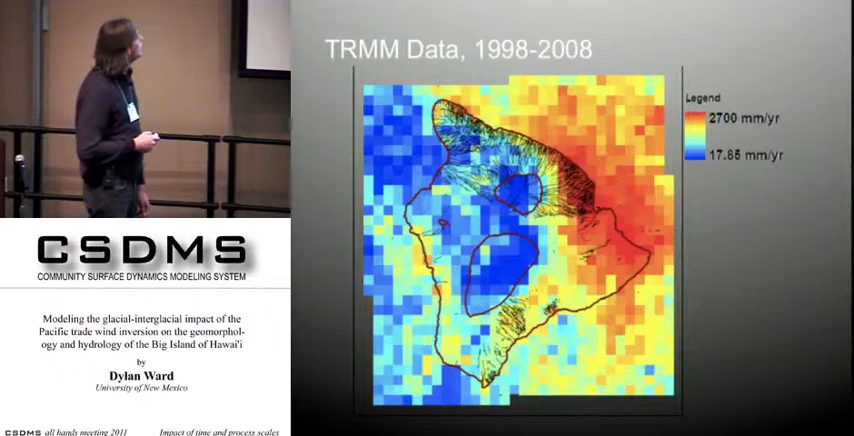 TRMM Data, 1998-2008
Legend
2700 mm/yr
17.85 mm/yr
CSDMS
COMMUNITY SURFACE DYNAMICS MODELING SYSTEM
Modeling the glacial-interglacial impact of the
Pacific trade wind inversion on the geomorphol-
ogy and hydrology of the Big Island of Hawai'i
by
Dylan Ward
University of New Mexico
CSDMS all hands meeting 2011 Impact of time and process scales